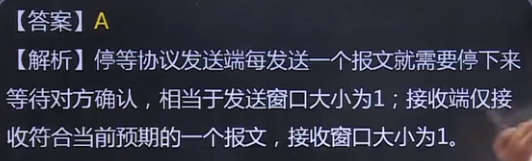 【答案】A
【解析】停等协议发送端每发送一个报文就需要停下来
等待对方确认，相当于发送窗口大小为1；接收端仅接
收符合当前预期的一个报文，接收窗口大小为1。